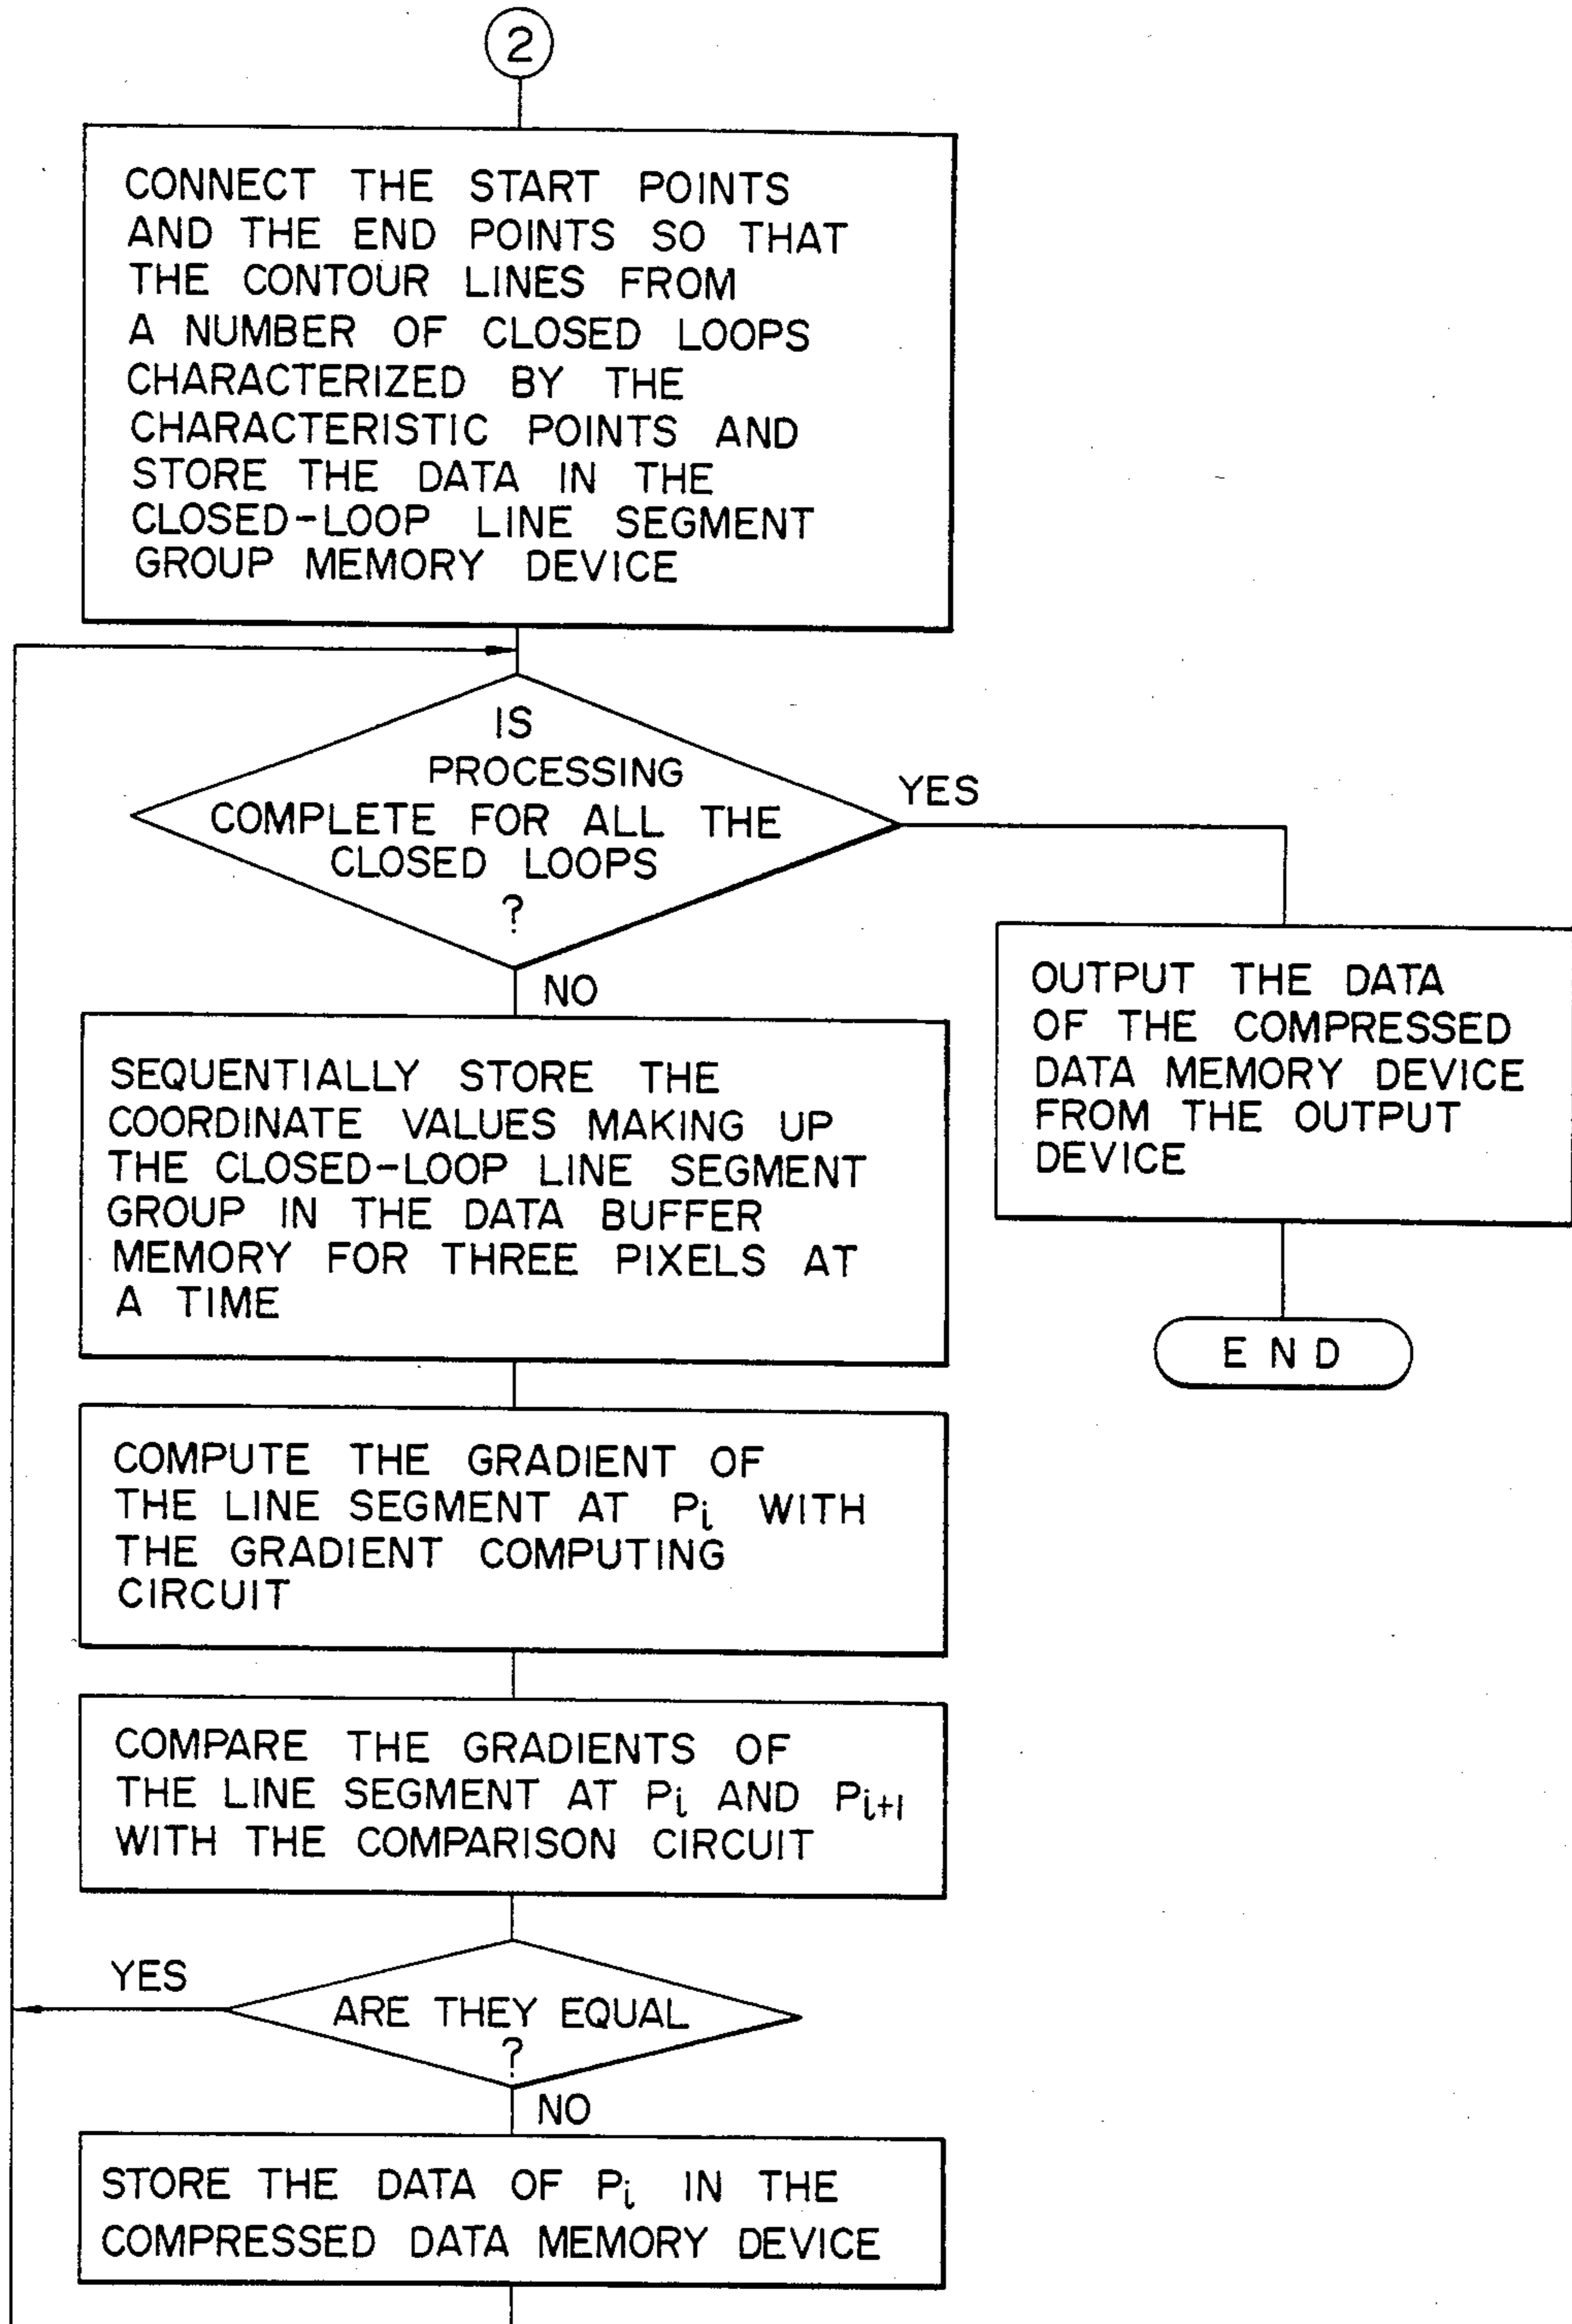 2
CONNECT THE START POINTS
AND THE END POINTS SO THAT
THE CONTOUR LINES FROM
A NUMBER OF CLOSED LOOPS
CHARACTERIZED BY THE
CHARACTERISTIC POINTS AND
STORE THE DATA IN THE
CLOSED-LOOP LINE SEGMENT
GROUP MEMORY DEVICE
IS
PROCESSING
COMPLETE FOR ALL THE
CLOSED LOOPS
?
YES
NO
OUTPUT THE DATA
OF THE COMPRESSED
DATA MEMORY DEVICE
FROM THE OUTPUT
DEVICE
END
SEQUENTIALLY STORE THE
COORDINATE VALUES MAKING UP
THE CLOSED-LOOP LINE SEGMENT
GROUP IN THE DATA BUFFER
MEMORY FOR THREE PIXELS AT
A TIME
COMPUTE THE GRADIENT OF
THE LINE SEGMENT AT Pi WITH
THE GRADIENT COMPUTING
CIRCUIT
COMPARE THE GRADIENTS OF
THE LINE SEGMENT AT Pi AND Pi+1
WITH THE COMPARISON CIRCUIT
YES
ARE THEY EQUAL
?
NO
STORE THE DATA OF Pi IN THE
COMPRESSED DATA MEMORY DEVICE